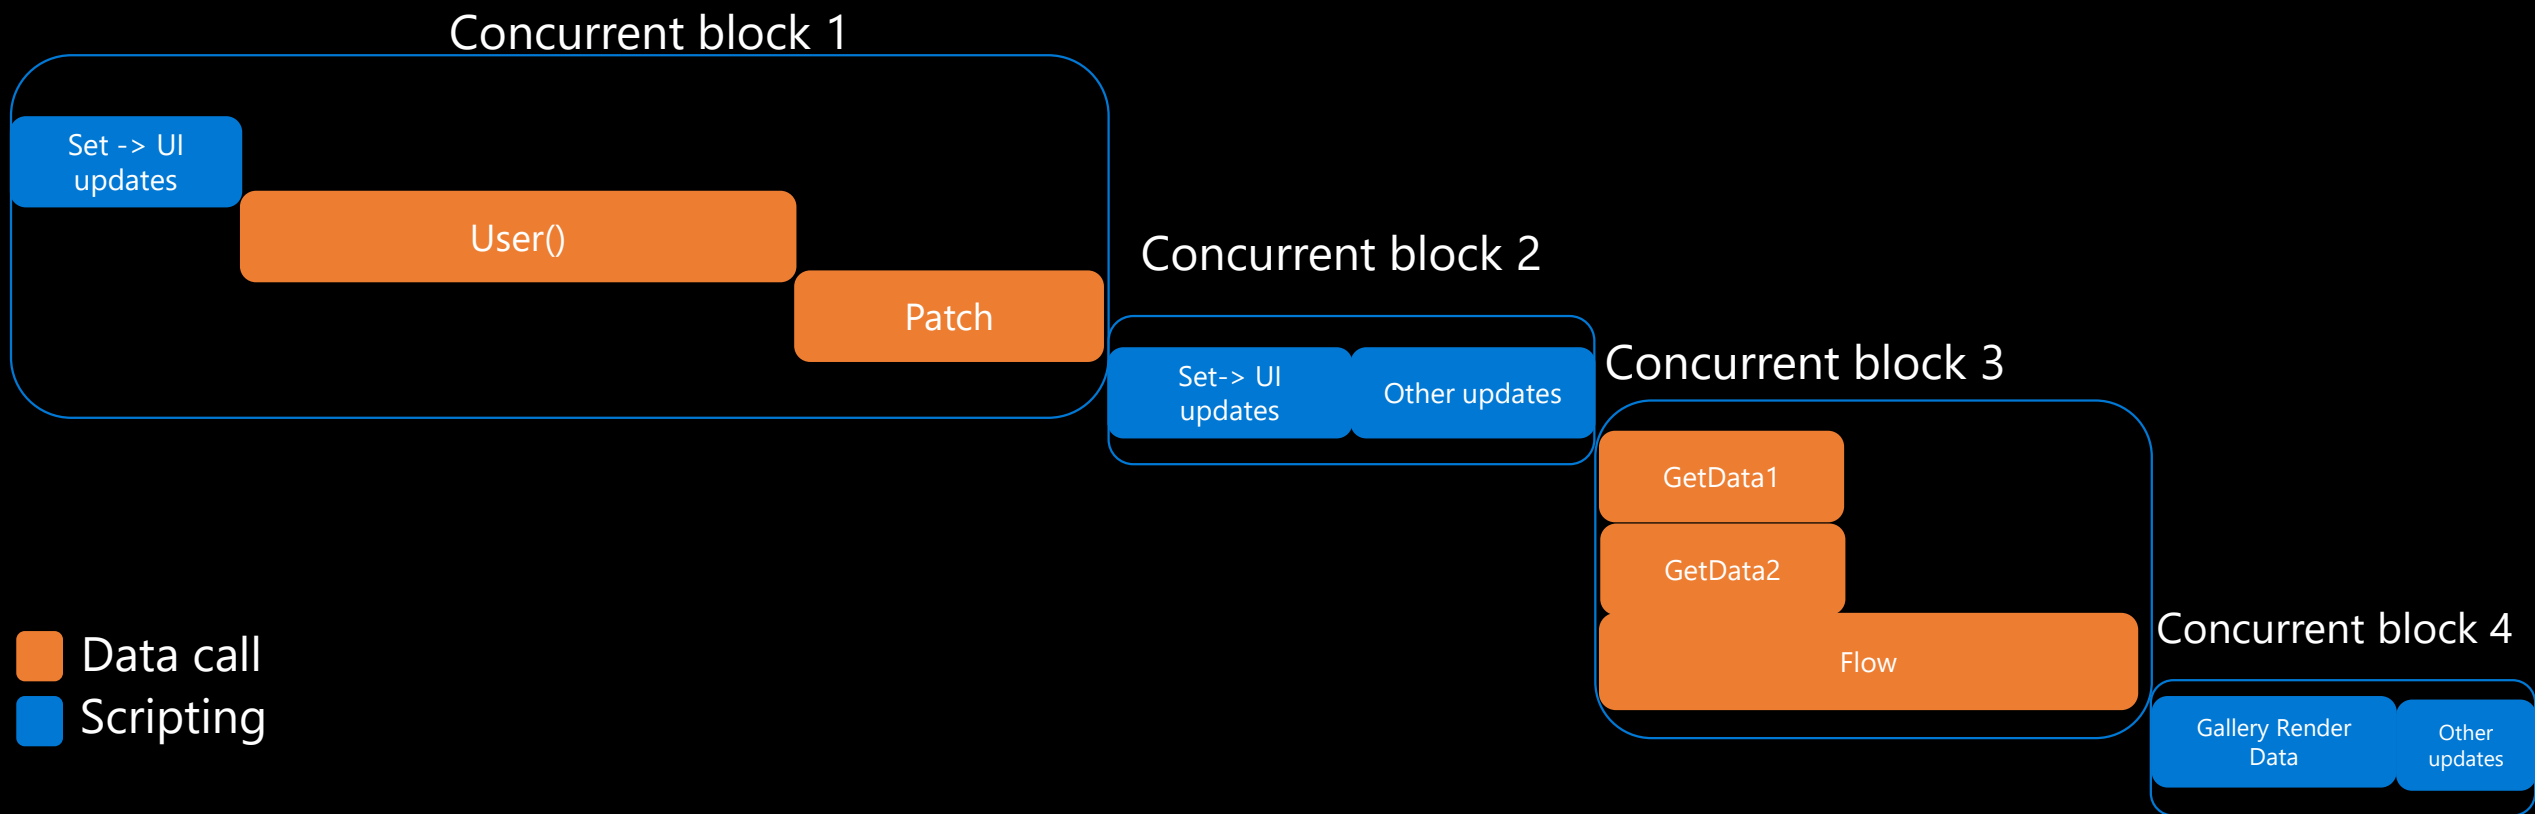 Concurrent block 1
Set -> UI
updates
User()
Patch
Concurrent block 2
Set-> UI
updates
Other updates
Concurrent block 3
GetData1
GetData2
Flow
Concurrent block 4
Gallery Render
Data
Other
updates
Data call
Scripting